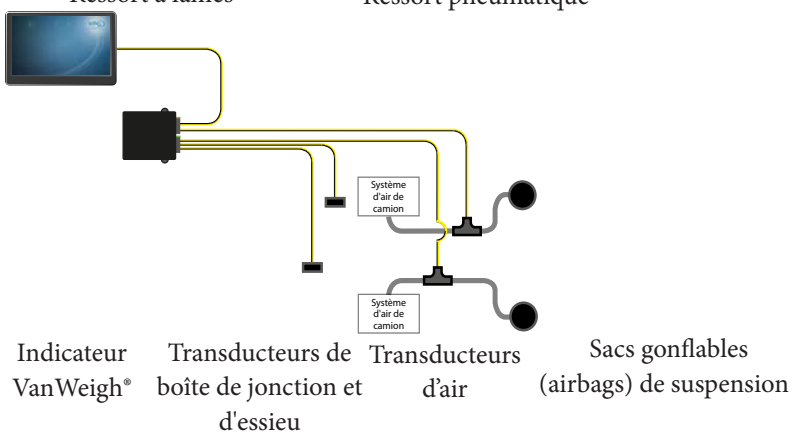 Ressort à lames
Ressort pneumatique
Système
d'air de
camion
Système
d'air de
camion
Indicateur
VanWeigh®
Transducteurs de
boîte de jonction et
d'essieu
Transducteurs
d’air
Sacs gonflables
(airbags) de suspension